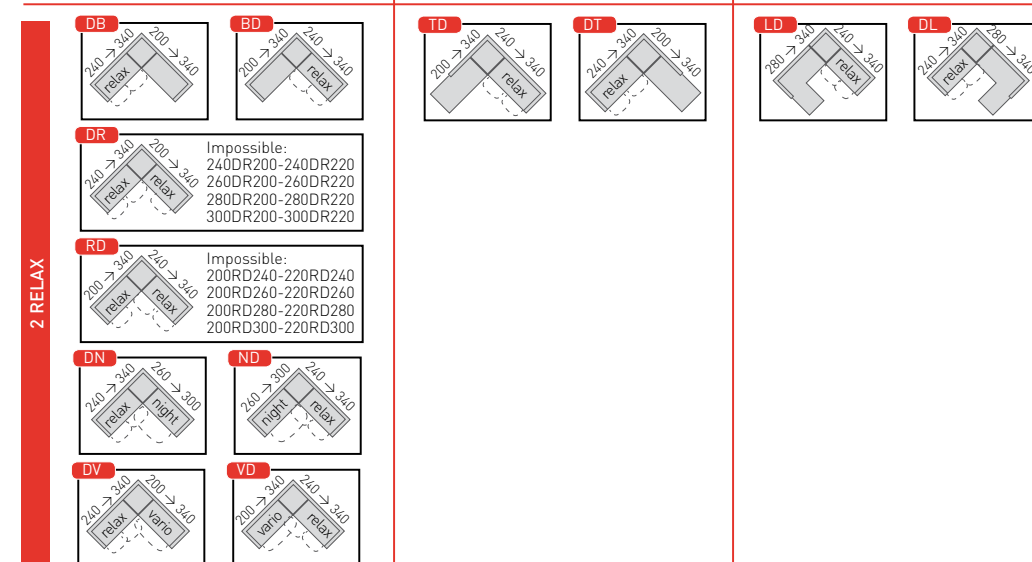 2 RELAX
DB
240 → 340
200 → 340
relax
BD
200 → 340
240 → 340
relax
TD
200 → 340
240 → 340
relax
DT
240 → 340
200 → 340
relax
LD
280 → 340
240 → 340
relax
DL
240 → 340
280 → 340
relax
DR
240 → 340
200 → 340
relax
relax
Impossible:
240DR200-240DR220
260DR200-260DR220
280DR200-280DR220
300DR200-300DR220
RD
200 → 340
240 → 340
relax
relax
Impossible:
200RD240-220RD240
200RD260-220RD260
200RD280-220RD280
200RD300-220RD300
DN
240 → 340
260 → 300
relax
night
ND
260 → 300
240 → 340
night
relax
DV
240 → 340
200 → 340
relax
vario
VD
200 → 340
240 → 340
vario
relax